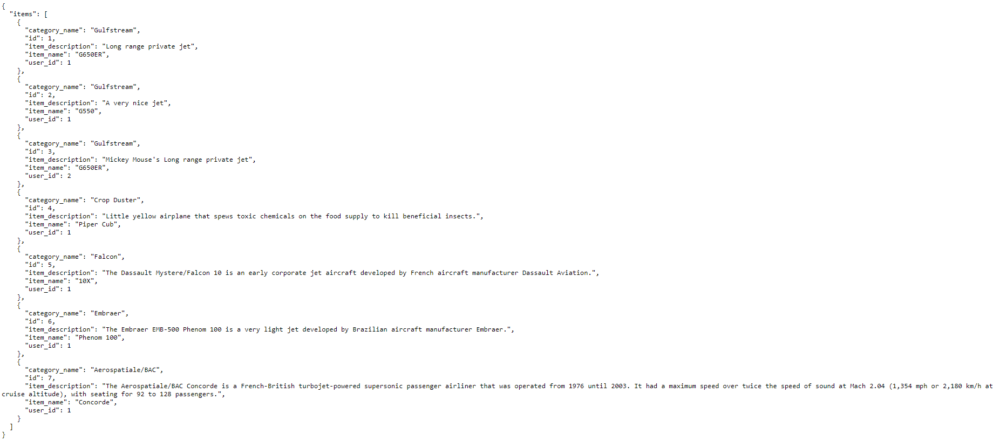 {
  "items": [
    {
      "category_name": "Gulfstream",
      "id": 1,
      "item_description": "Long range private jet",
      "item_name": "G650ER",
      "user_id": 1
    },
    {
      "category_name": "Gulfstream",
      "id": 2,
      "item_description": "A very nice jet",
      "item_name": "G550",
      "user_id": 1
    },
    {
      "category_name": "Gulfstream",
      "id": 3,
      "item_description": "Mickey Mouse's Long range private jet",
      "item_name": "G650ER",
      "user_id": 2
    },
    {
      "category_name": "Crop Duster",
      "id": 4,
      "item_description": "Little yellow airplane that spews toxic chemicals on the food supply to kill beneficial insects.",
      "item_name": "Piper Cub",
      "user_id": 1
    },
    {
      "category_name": "Falcon",
      "id": 5,
      "item_description": "The Dassault Mystere/Falcon 10 is an early corporate jet aircraft developed by French aircraft manufacturer Dassault Aviation.",
      "item_name": "10X",
      "user_id": 1
    },
    {
      "category_name": "Embraer",
      "id": 6,
      "item_description": "The Embraer EMB-500 Phenom 100 is a very light jet developed by Brazilian aircraft manufacturer Embraer.",
      "item_name": "Phenom 100",
      "user_id": 1
    },
    {
      "category_name": "Aerospatiale/BAC",
      "id": 7,
      "item_description": "The Aerospatiale/BAC Concorde is a French-British turbojet-powered supersonic passenger airliner that was operated from 1976 until 2003. It had a maximum speed over twice the speed of sound at Mach 2.04 (1,354 mph or 2,180 km/h at
cruise altitude), with seating for 92 to 128 passengers.",
      "item_name": "Concorde",
      "user_id": 1
    }
  ]
}